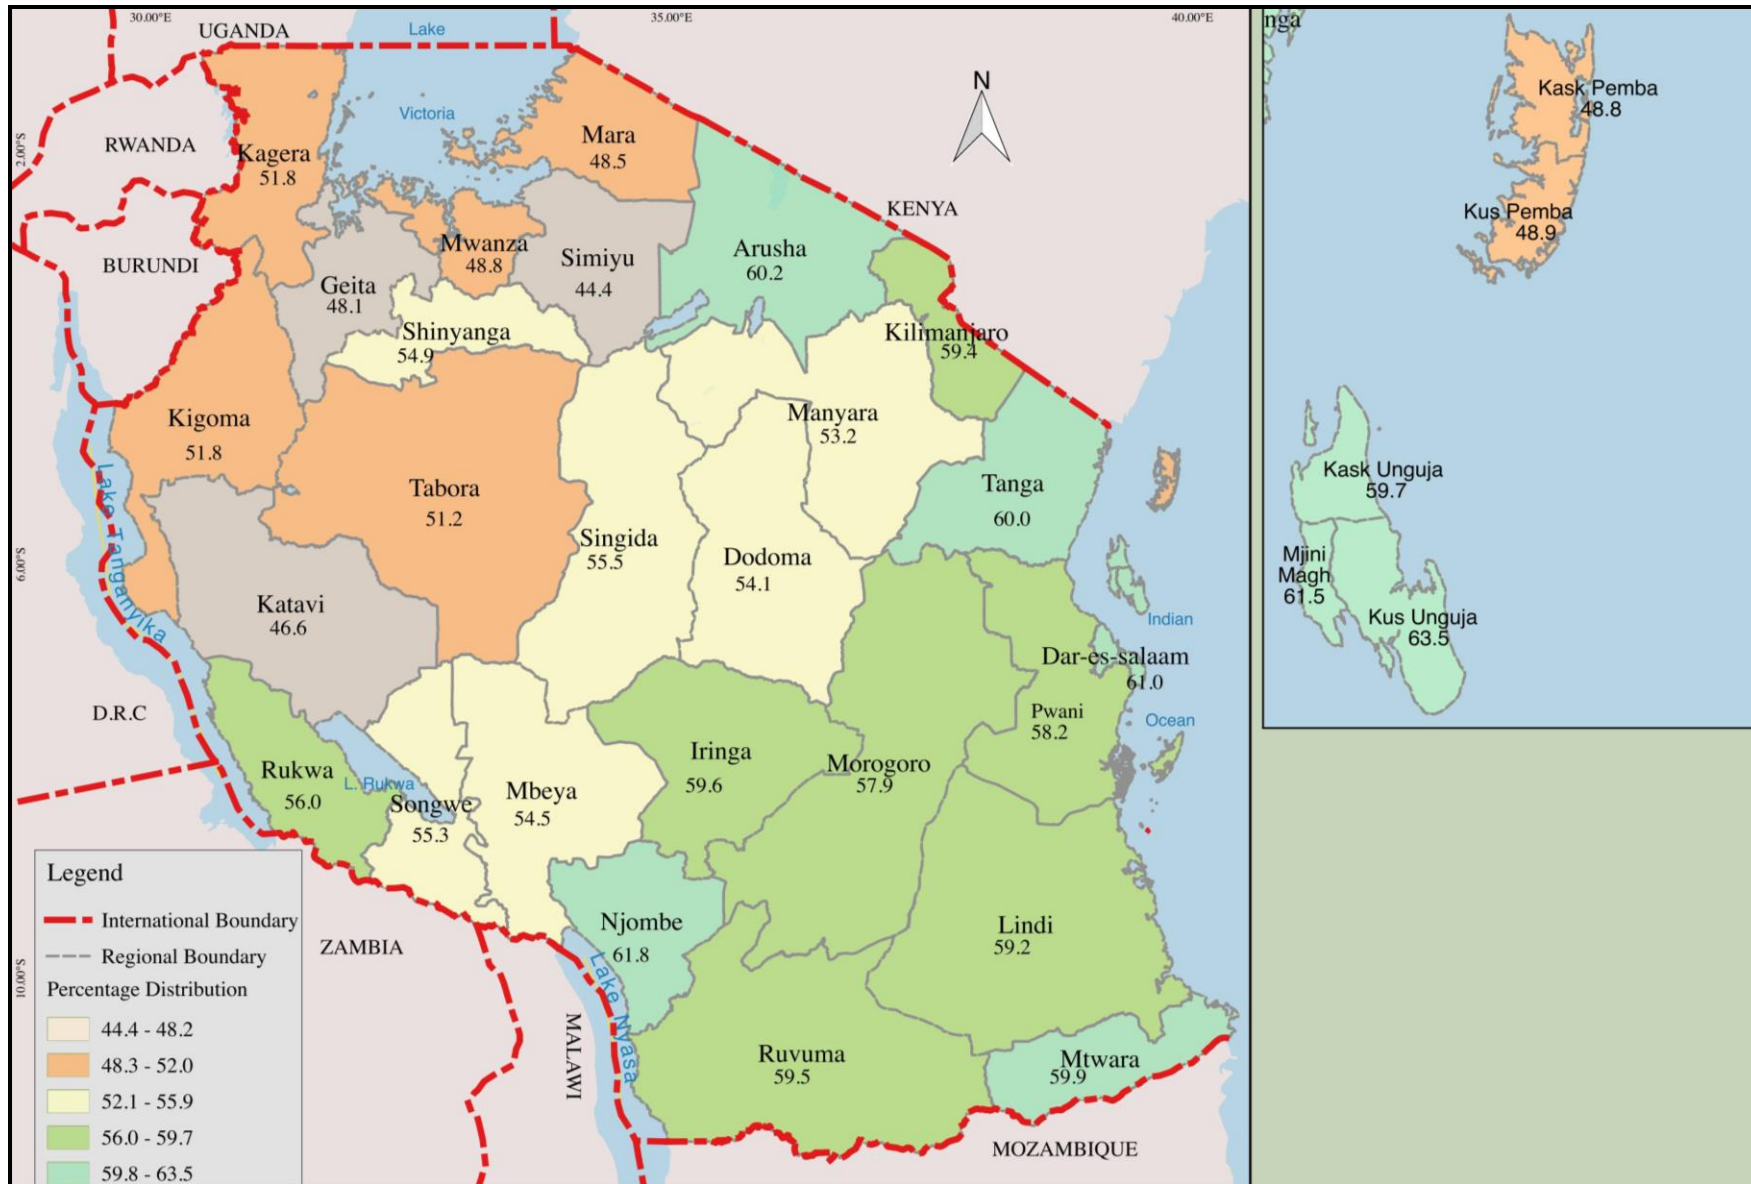 30.00°E
35.00°E
40.00°E
2.00°S
6.00°S
10.00°S
UGANDA
Lake
Victoria
RWANDA
BURUNDI
KENYA
N
Kagera
51.8
Mara
48.5
Mwanza
48.8
Simiyu
44.4
Arusha
60.2
Geita
48.1
Shinyanga
54.9
Kilimanjaro
59.4
Kigoma
51.8
Tabora
51.2
Manyara
53.2
Tanga
60.0
Singida
55.5
Dodoma
54.1
Katavi
46.6
Lake Tanganyika
Indian
Dar-es-salaam
61.0
Pwani
58.2
Ocean
D.R.C
Rukwa
56.0
L. Rukwa
Songwe
55.3
Mbeya
54.5
Iringa
59.6
Morogoro
57.9
Njombe
61.8
Lindi
59.2
ZAMBIA
Lake Nyasa
MALAWI
Ruvuma
59.5
Mtwara
59.9
MOZAMBIQUE
Legend
International Boundary
Regional Boundary
Percentage Distribution
44.4 - 48.2
48.3 - 52.0
52.1 - 55.9
56.0 - 59.7
59.8 - 63.5
nga
Kask Pemba
48.8
Kus Pemba
48.9
Kask Unguja
59.7
Mjini
Magh
61.5
Kus Unguja
63.5